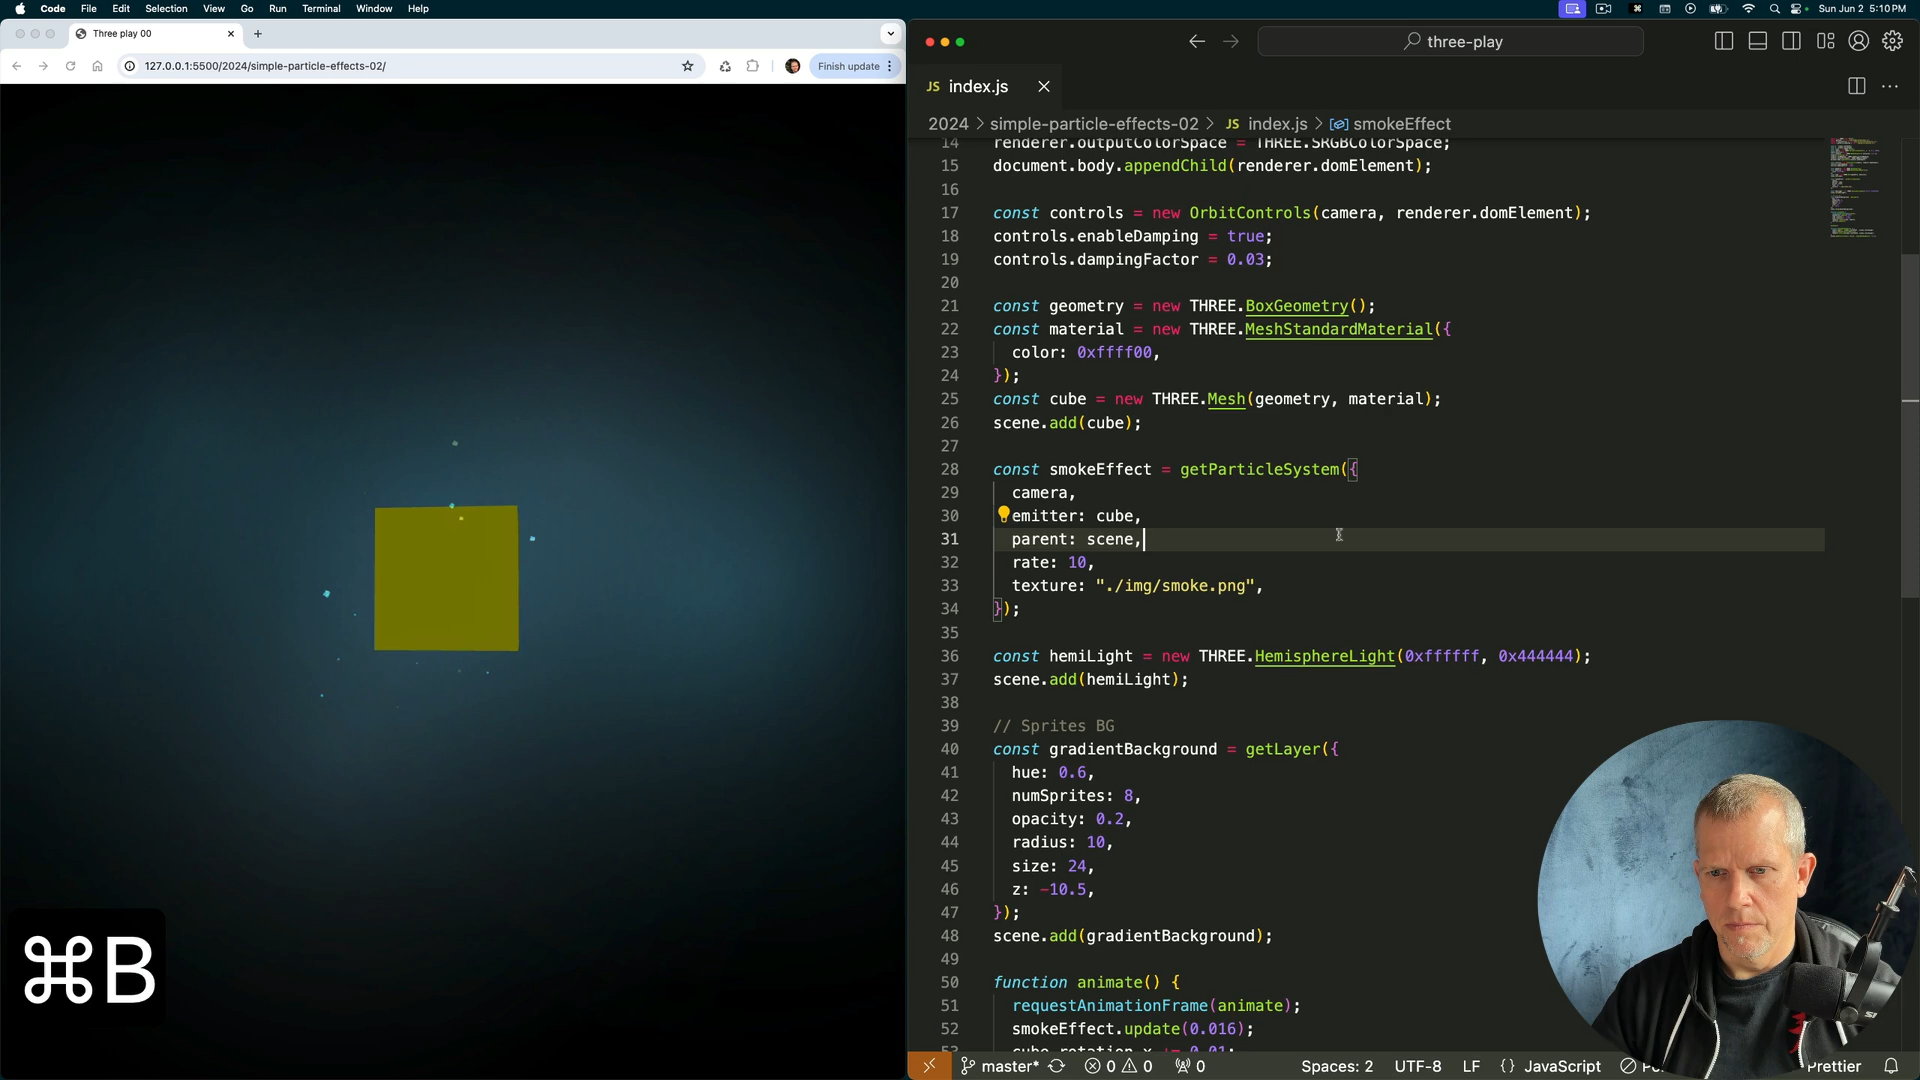 Code File Edit Selection View Go Run Terminal Window Help
Sun Jun 2 5:10 PM
Three play 00
127.0.0.1:5500/2024/simple-particle-effects-02/
Finish update
three-play
JS index.js
2024 > simple-particle-effects-02 > JS index.js > smokeEffect
14 renderer.outputColorSpace = THREE.SRGBColorSpace;
15 document.body.appendChild(renderer.domElement);
16
17 const controls = new OrbitControls(camera, renderer.domElement);
18 controls.enableDamping = true;
19 controls.dampingFactor = 0.03;
20
21 const geometry = new THREE.BoxGeometry();
22 const material = new THREE.MeshStandardMaterial({
23 color: 0xffff00,
24 });
25 const cube = new THREE.Mesh(geometry, material);
26 scene.add(cube);
27
28 const smokeEffect = getParticleSystem({
29 camera,
30 emitter: cube,
31 parent: scene,
32 rate: 10,
33 texture: "./img/smoke.png",
34 });
35
36 const hemiLight = new THREE.HemisphereLight(0xffffff, 0x444444);
37 scene.add(hemiLight);
38
39 // Sprites BG
40 const gradientBackground = getLayer({
41 hue: 0.6,
42 numSprites: 8,
43 opacity: 0.2,
44 radius: 10,
45 size: 24,
46 z: -10.5,
47 });
48 scene.add(gradientBackground);
49
50 function animate() {
51 requestAnimationFrame(animate);
52 smokeEffect.update(0.016);
53 cube.rotation.x += 0.01;
⌘B
master* 0 0 0 Spaces: 2 UTF-8 LF {} JavaScript Prettier